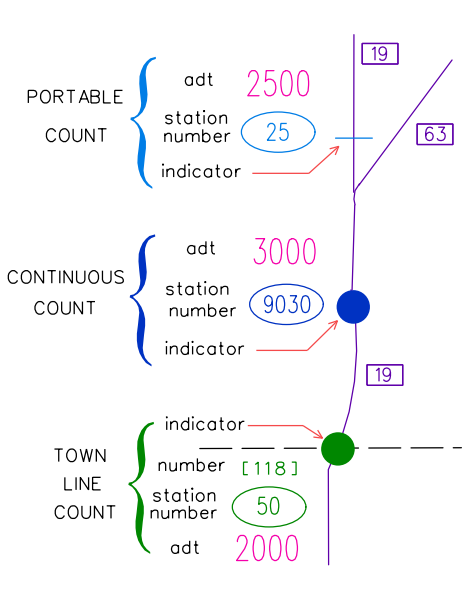 19
adt 2500
PORTABLE
COUNT
station
number 25
63
indicator
adt 3000
CONTINUOUS
COUNT
station
number 9030
indicator
19
indicator
TOWN
LINE
COUNT
number [118]
station
number 50
adt 2000